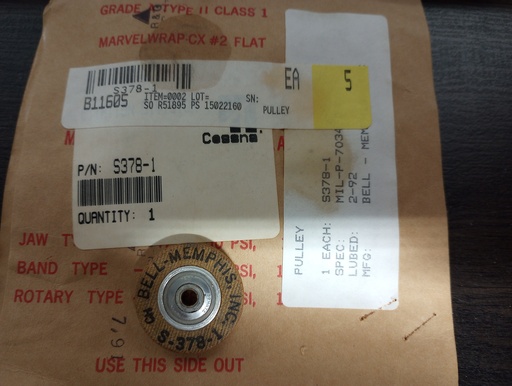 GRADE A TYPE II CLASS 1
MARVELWRAP CX #2 FLAT
S378-1
B11605
ITEM=0002 LOT=
SO R51895 PS 15022160
SN:
PULLEY
EA
5
Cessna
P/N: S378-1
QUANTITY: 1
PULLEY
1 EACH: S378-1
SPEC: MIL-P-7034
LUBED: 2-92
MFG: BELL - MEM
JAW
PSI,
BAND TYPE
PSI,
ROTARY TYPE
BELL-MEMPHIS, INC.
S-378-1
USE THIS SIDE OUT